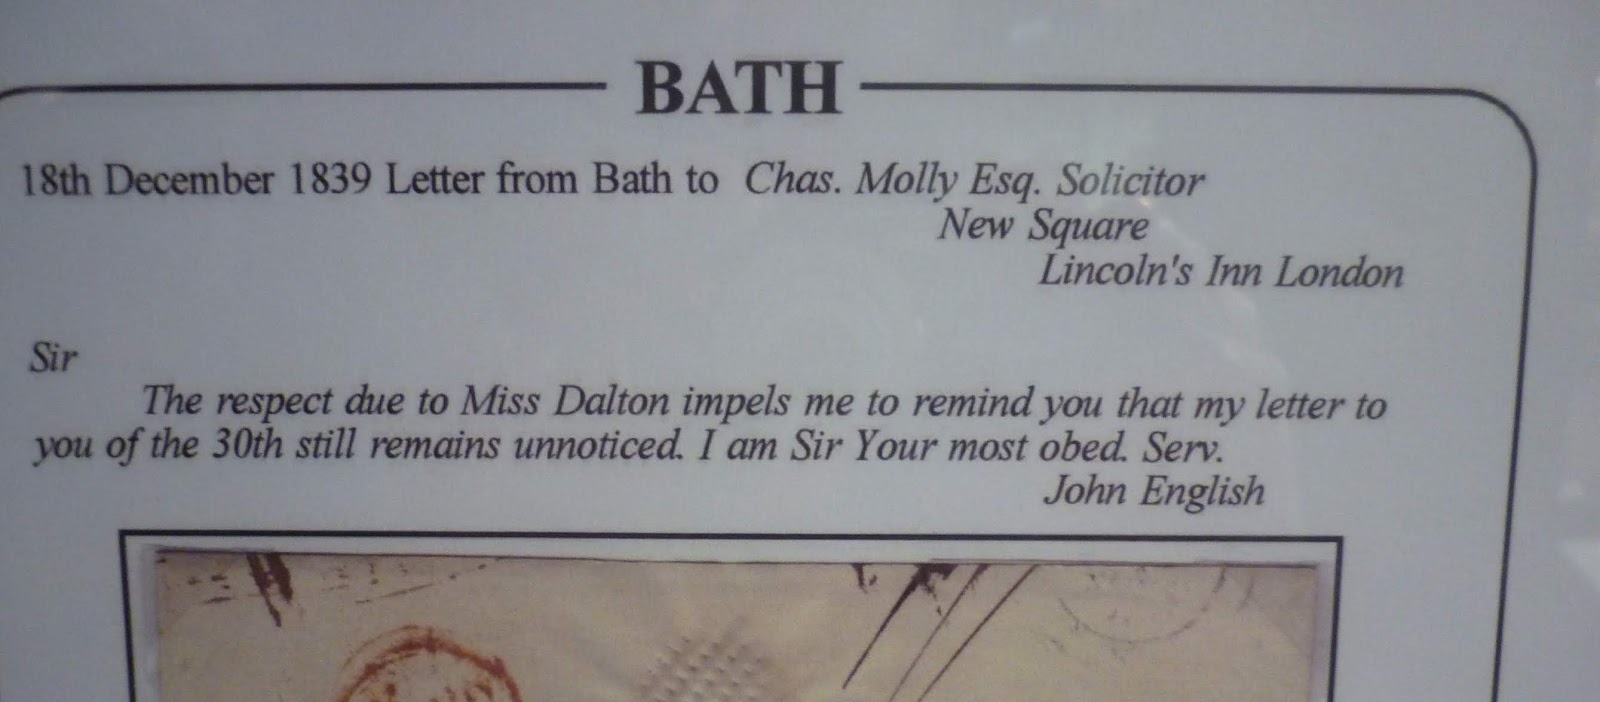 BATH
18th December 1839 Letter from Bath to Chas. Molly Esq. Solicitor
New Square
Lincoln's Inn London
Sir
The respect due to Miss Dalton impels me to remind you that my letter to
you of the 30th still remains unnoticed. I am Sir Your most obed. Serv.
John English